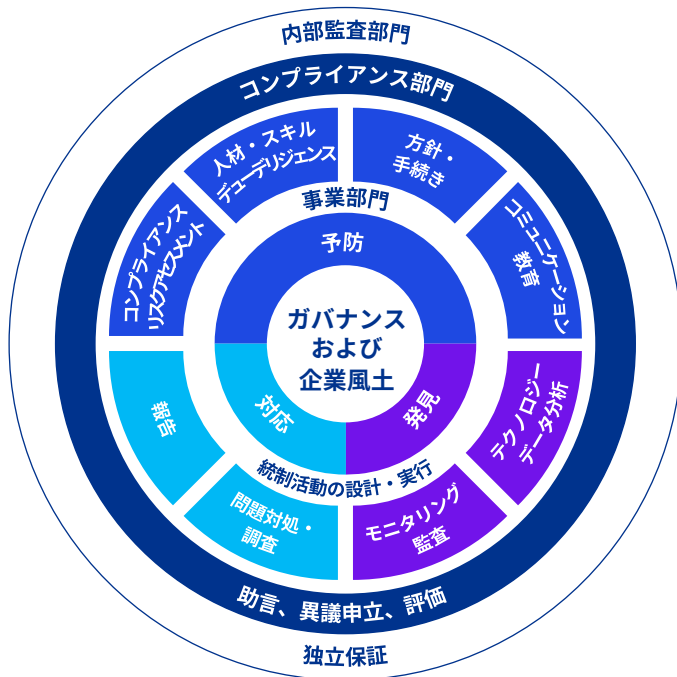 内部監査部門
コンプライアンス部門
人材・スキル
デューデリジェンス
方針・
手続き
コンプライアンス
リスクアセスメント
事業部門
コミュニケーション
教育
予防
ガバナンス
および
企業風土
対応
発見
報告
テクノロジー
データ分析
統制活動の設計・実行
問題対処・
調査
モニタリング
監査
助言、異議申立、評価
独立保証